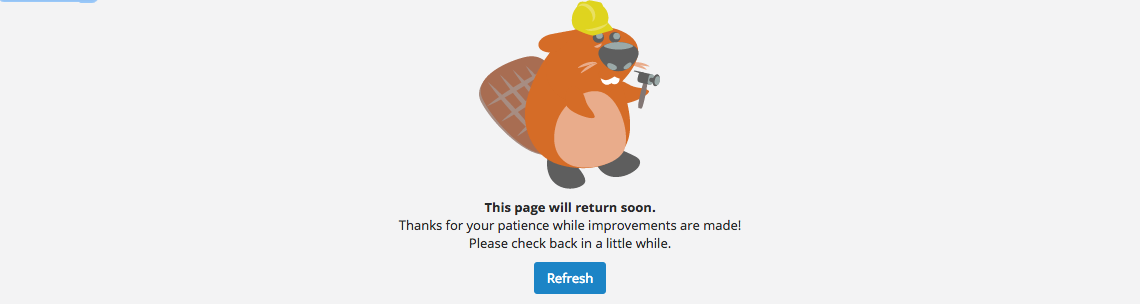 This page will return soon.
Thanks for your patience while improvements are made!
Please check back in a little while.
Refresh